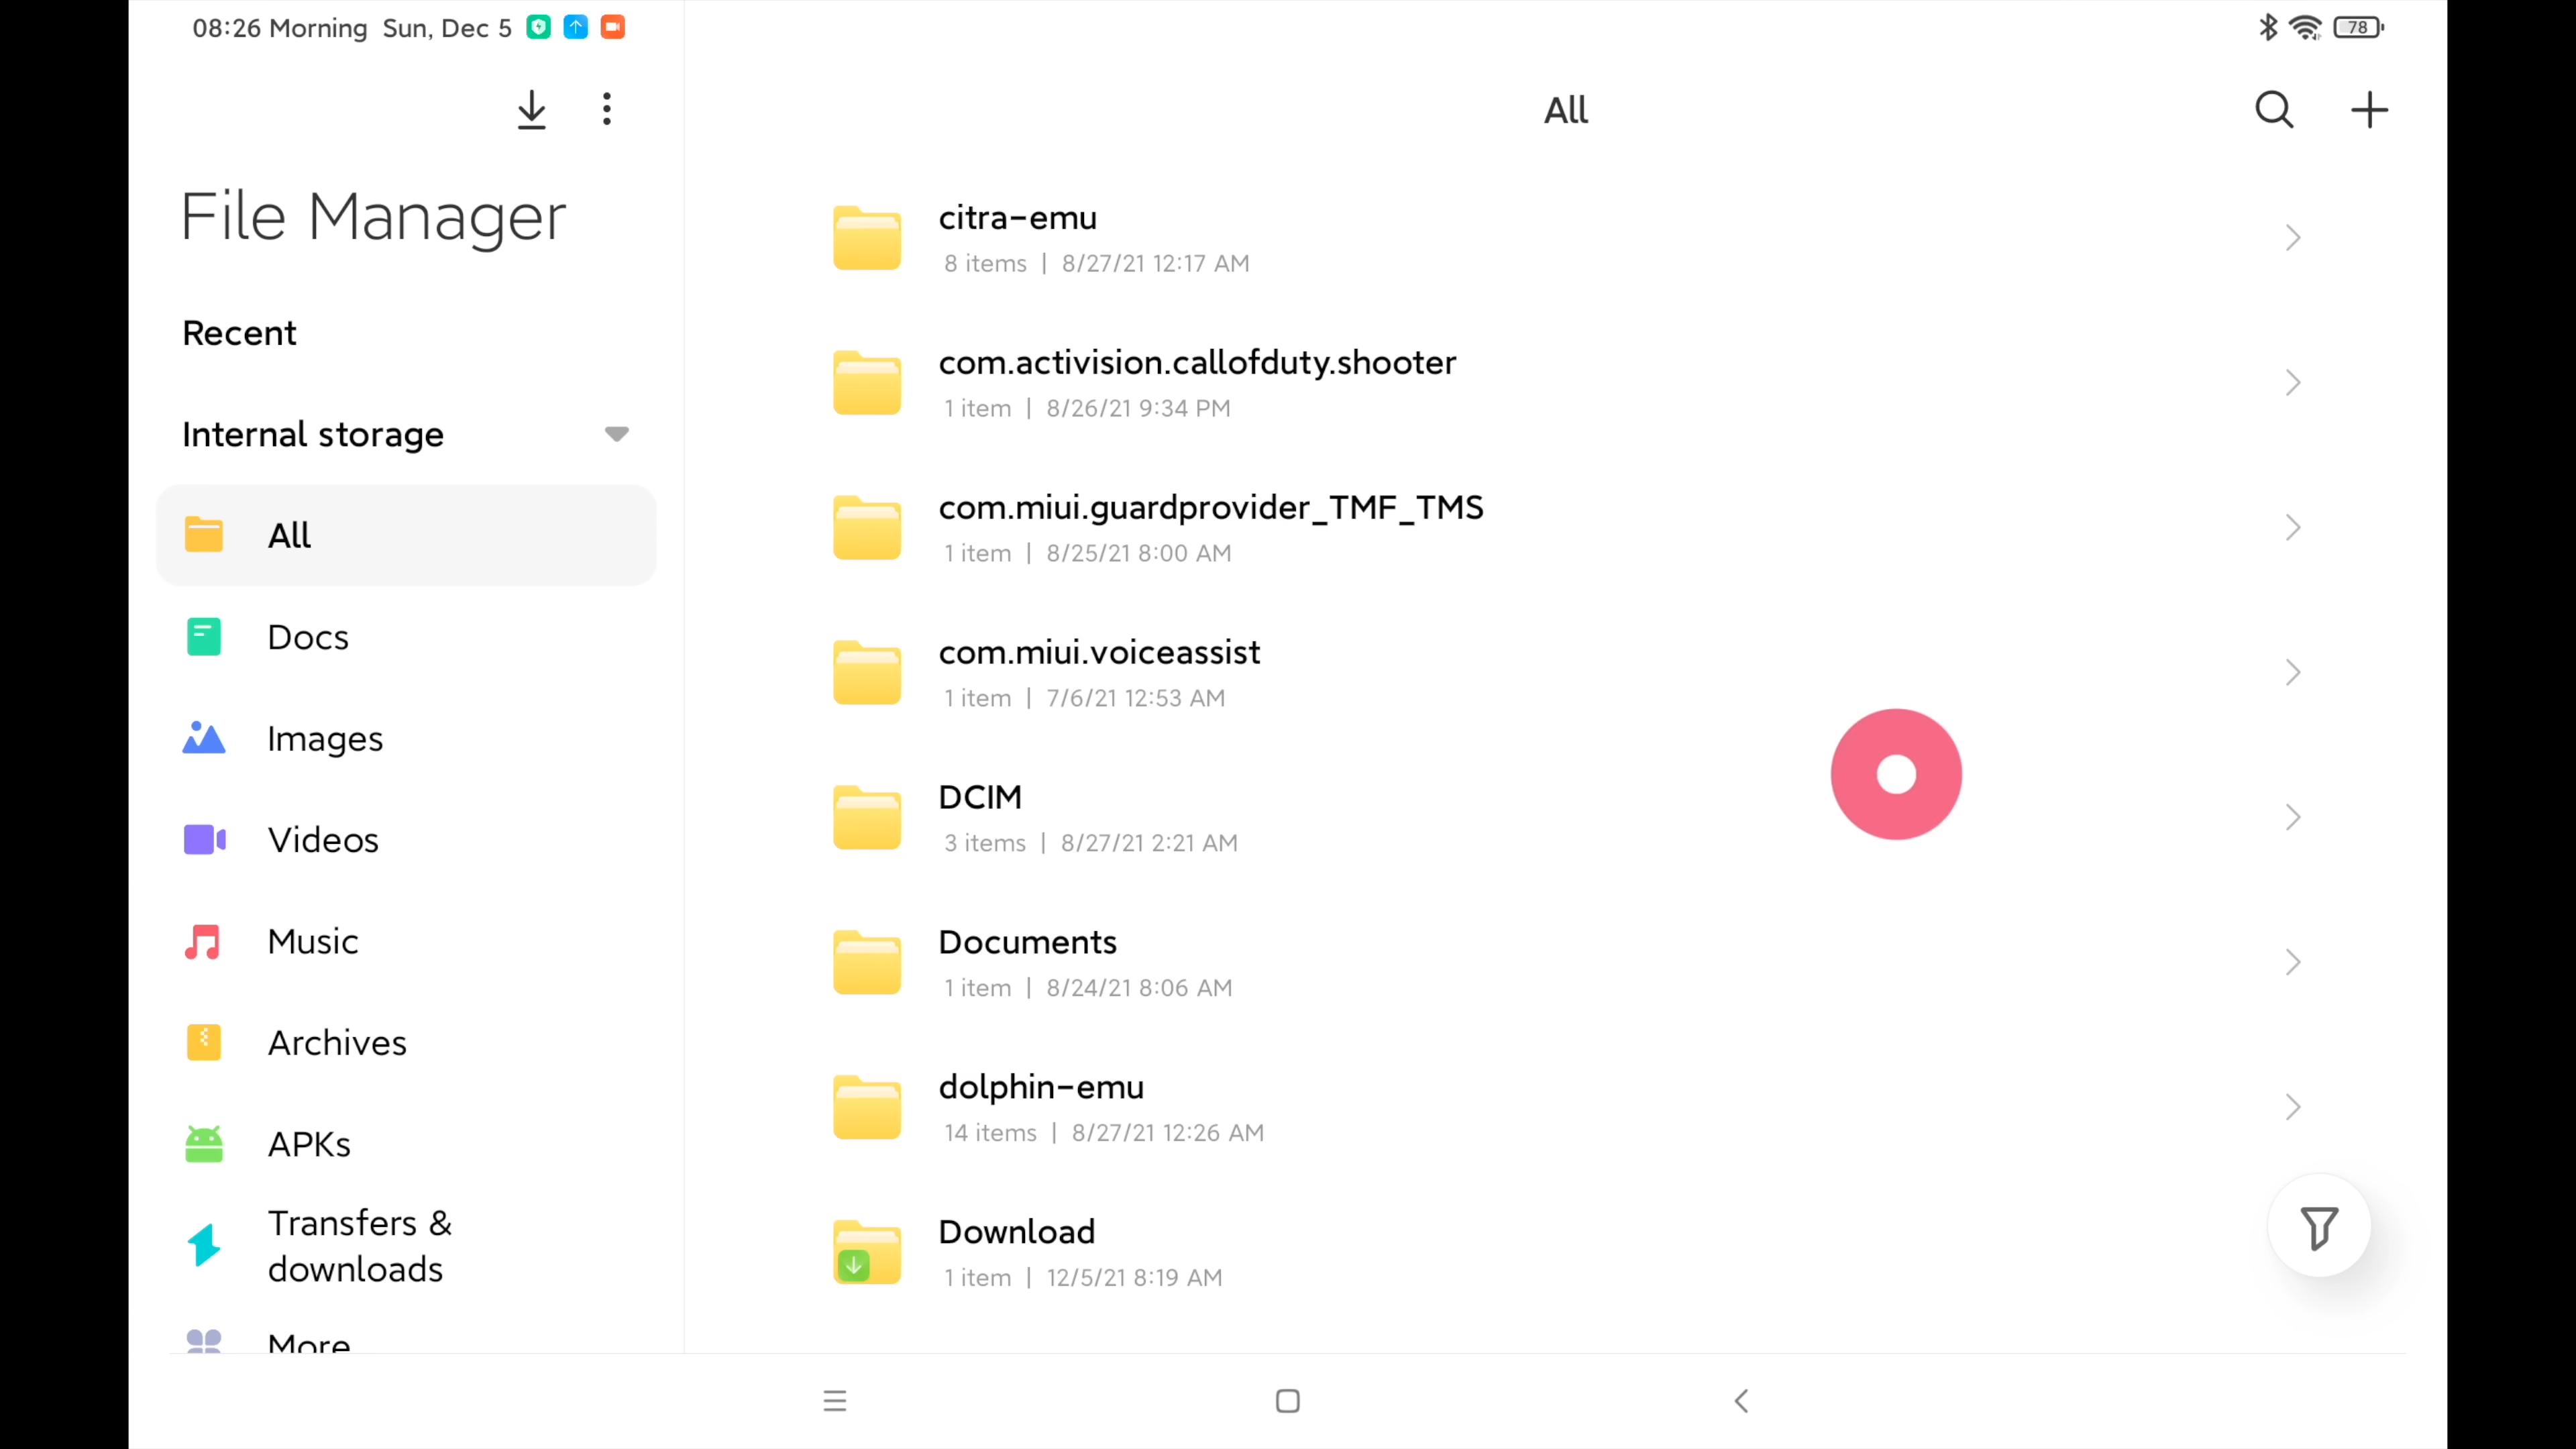 08:26 Morning Sun, Dec 5
78
File Manager
Recent
Internal storage
All
Docs
Images
Videos
Music
Archives
APKs
Transfers &
downloads
More
All
citra-emu
8 items | 8/27/21 12:17 AM
com.activision.callofduty.shooter
1 item | 8/26/21 9:34 PM
com.miui.guardprovider_TMF_TMS
1 item | 8/25/21 8:00 AM
com.miui.voiceassist
1 item | 7/6/21 12:53 AM
DCIM
3 items | 8/27/21 2:21 AM
Documents
1 item | 8/24/21 8:06 AM
dolphin-emu
14 items | 8/27/21 12:26 AM
Download
1 item | 12/5/21 8:19 AM